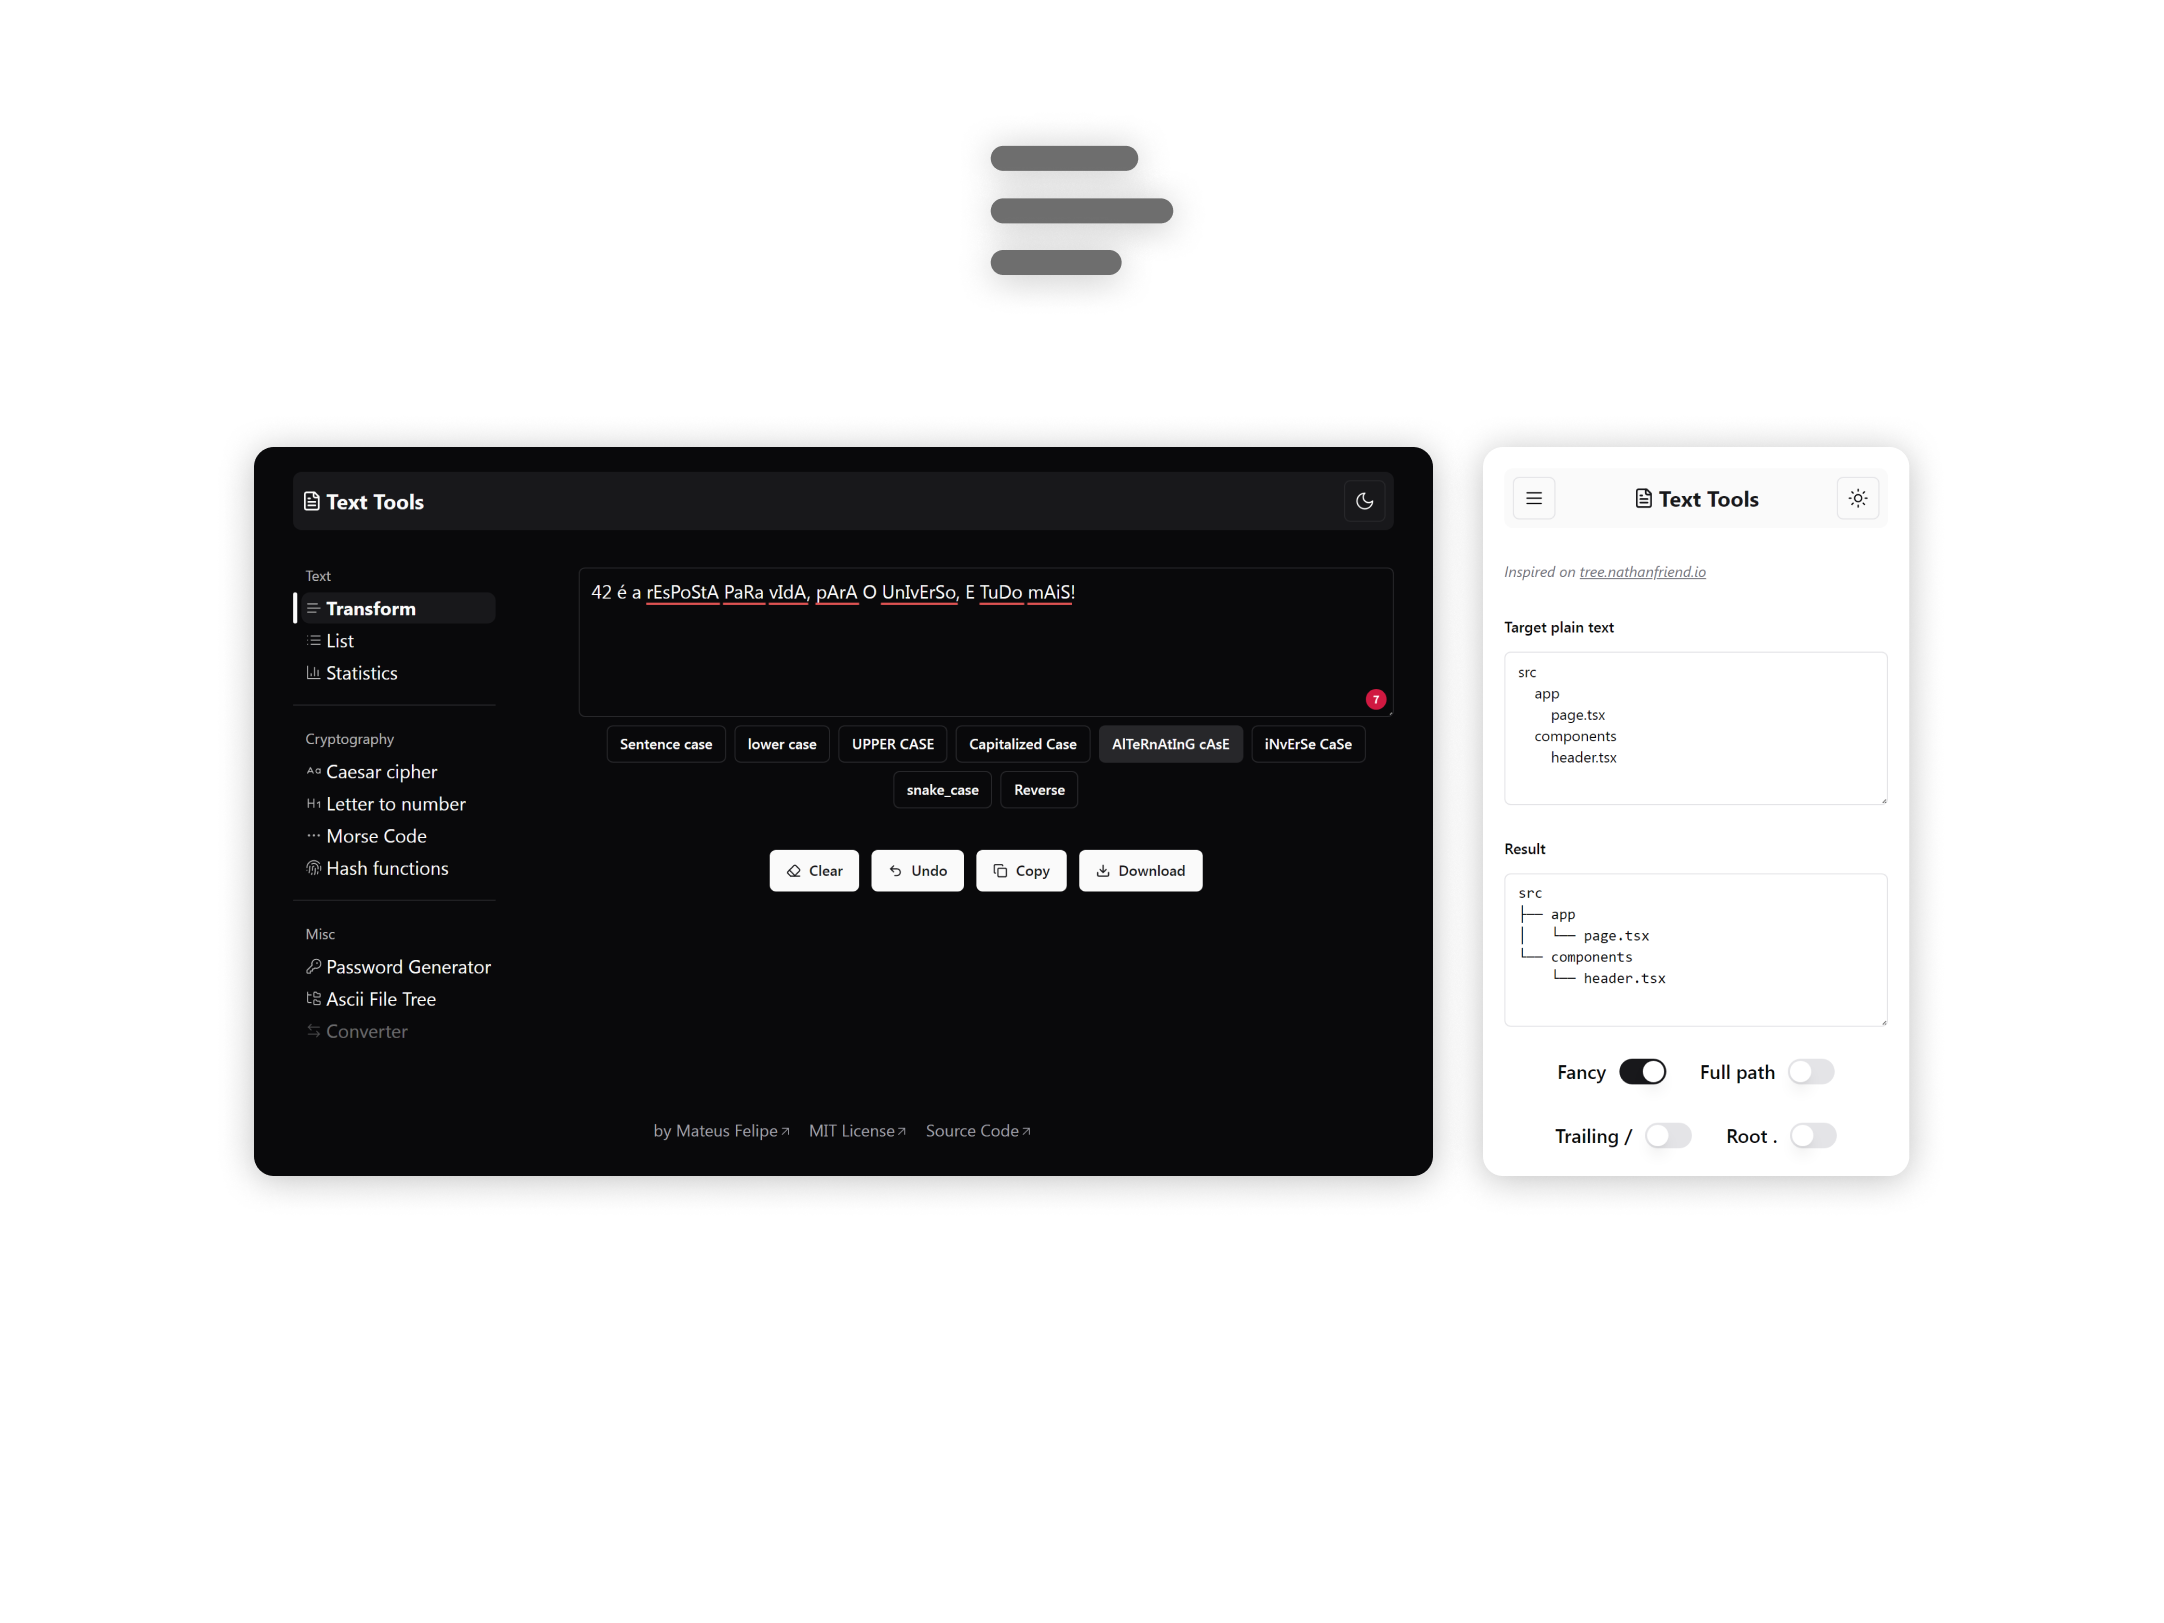 Text Tools
Text
Transform
List
Statistics
Cryptography
Caesar cipher
Letter to number
Morse Code
Hash functions
Misc
Password Generator
Ascii File Tree
Converter
42 é a rEsPoStA PaRa vIdA, pArA O UnIvErSo, E TuDo mAiS!
7
Sentence case lower case UPPER CASE Capitalized Case AlTeRnAtInG cAsE iNvErSe CaSe
snake_case Reverse
Clear Undo Copy Download
by Mateus Felipe MIT License Source Code
Text Tools
Inspired on tree.nathanfriend.io
Target plain text
src
app
page.tsx
components
header.tsx
Result
src
├── app
│   └── page.tsx
└── components
    └── header.tsx
Fancy Full path
Trailing / Root .